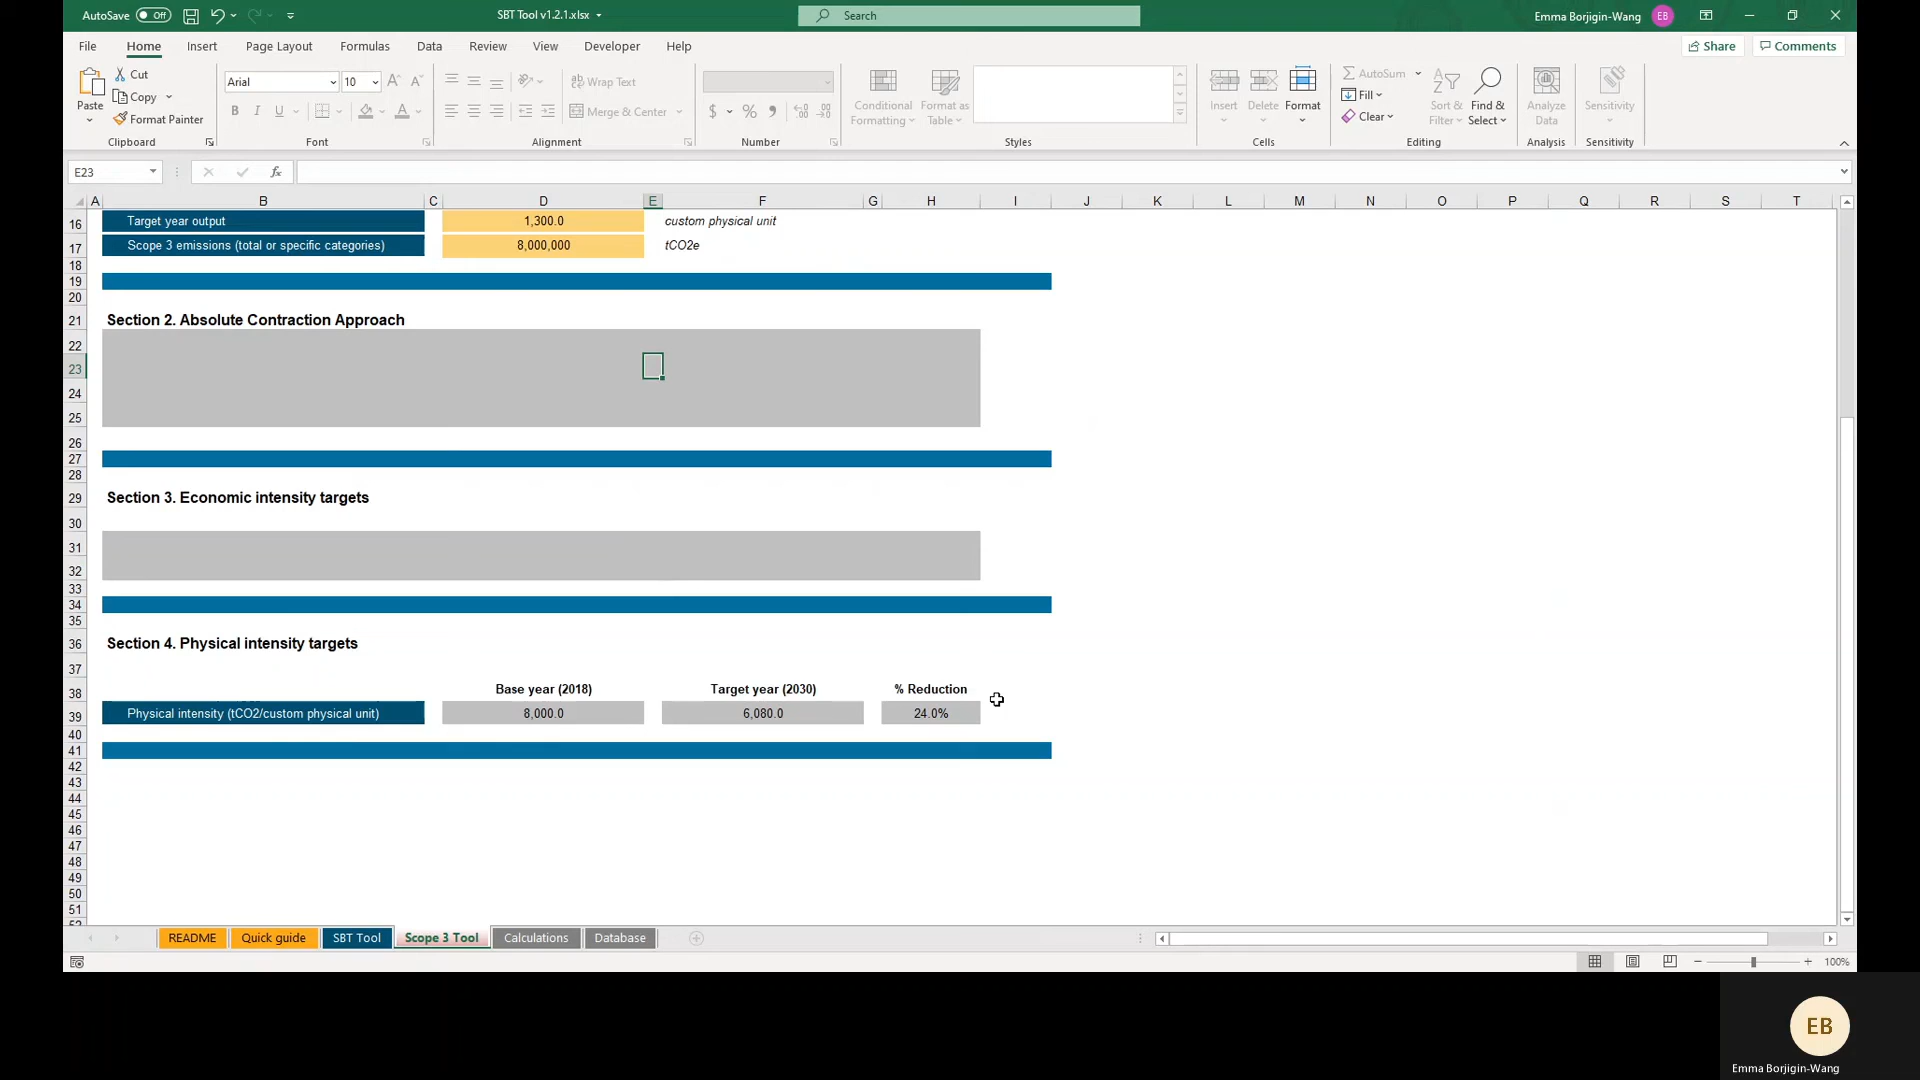 AutoSave Off SBT Tool v1.2.1.xlsx Search Emma Borjigin-Wang EB
File Home Insert Page Layout Formulas Data Review View Developer Help Share Comments
Paste Cut Copy Format Painter Clipboard
Arial 10 B I U Font
Wrap Text Merge & Center Alignment
$ % Number
Conditional Formatting Format as Table Styles
Insert Delete Format Cells
AutoSum Fill Clear Sort & Filter Find & Select Editing
Analyze Data Analysis
Sensitivity Sensitivity
E23 fx
A B C D E F G H I J K L M N O P Q R S T
16 Target year output 1,300.0 custom physical unit
17 Scope 3 emissions (total or specific categories) 8,000,000 tCO2e
18
19
20
21 Section 2. Absolute Contraction Approach
22
23
24
25
26
27
28
29 Section 3. Economic intensity targets
30
31
32
33
34
35
36 Section 4. Physical intensity targets
37
38 Base year (2018) Target year (2030) % Reduction
39 Physical intensity (tCO2/custom physical unit) 8,000.0 6,080.0 24.0%
40
41
42
43
44
45
46
47
48
49
50
51
README Quick guide SBT Tool Scope 3 Tool Calculations Database
100%
EB
Emma Borjigin-Wang